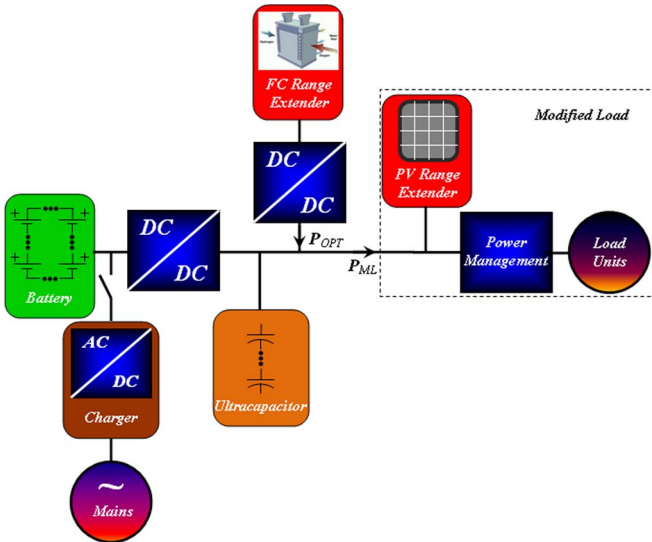 FC Range
Extender
DC
DC
P_OPT
P_ML
Modified Load
PV Range
Extender
Power
Management
Load
Units
Battery
DC
DC
AC
DC
Charger
~
Mains
Ultracapacitor